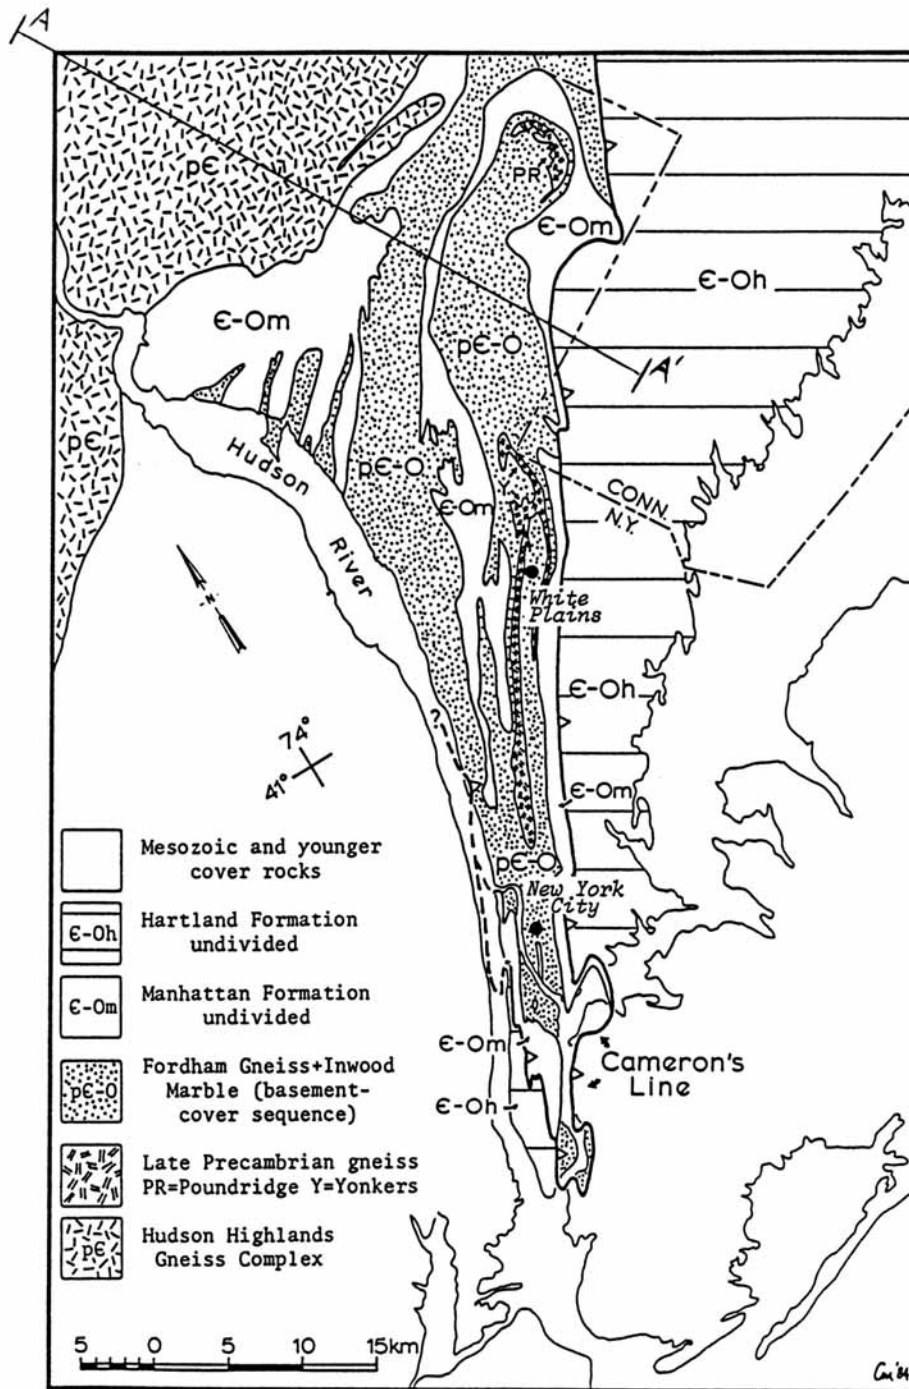 A
pЄ
PR
Є-Om
Є-Oh
Є-Om
pЄ-O
A'
pЄ
Hudson
River
pЄ-O
Є-Om
CONN.
N.Y.
White
Plains
N
Є-Oh
?
74°
41°
Є-Om
pЄ-O
New York
City
Є-Om
Є-Oh
Cameron's
Line
Mesozoic and younger
cover rocks
Є-Oh
Hartland Formation
undivided
Є-Om
Manhattan Formation
undivided
pЄ-O
Fordham Gneiss+Inwood
Marble (basement-
cover sequence)
Late Precambrian gneiss
PR=Poundridge Y=Yonkers
pЄ
Hudson Highlands
Gneiss Complex
5 0 5 10 15km